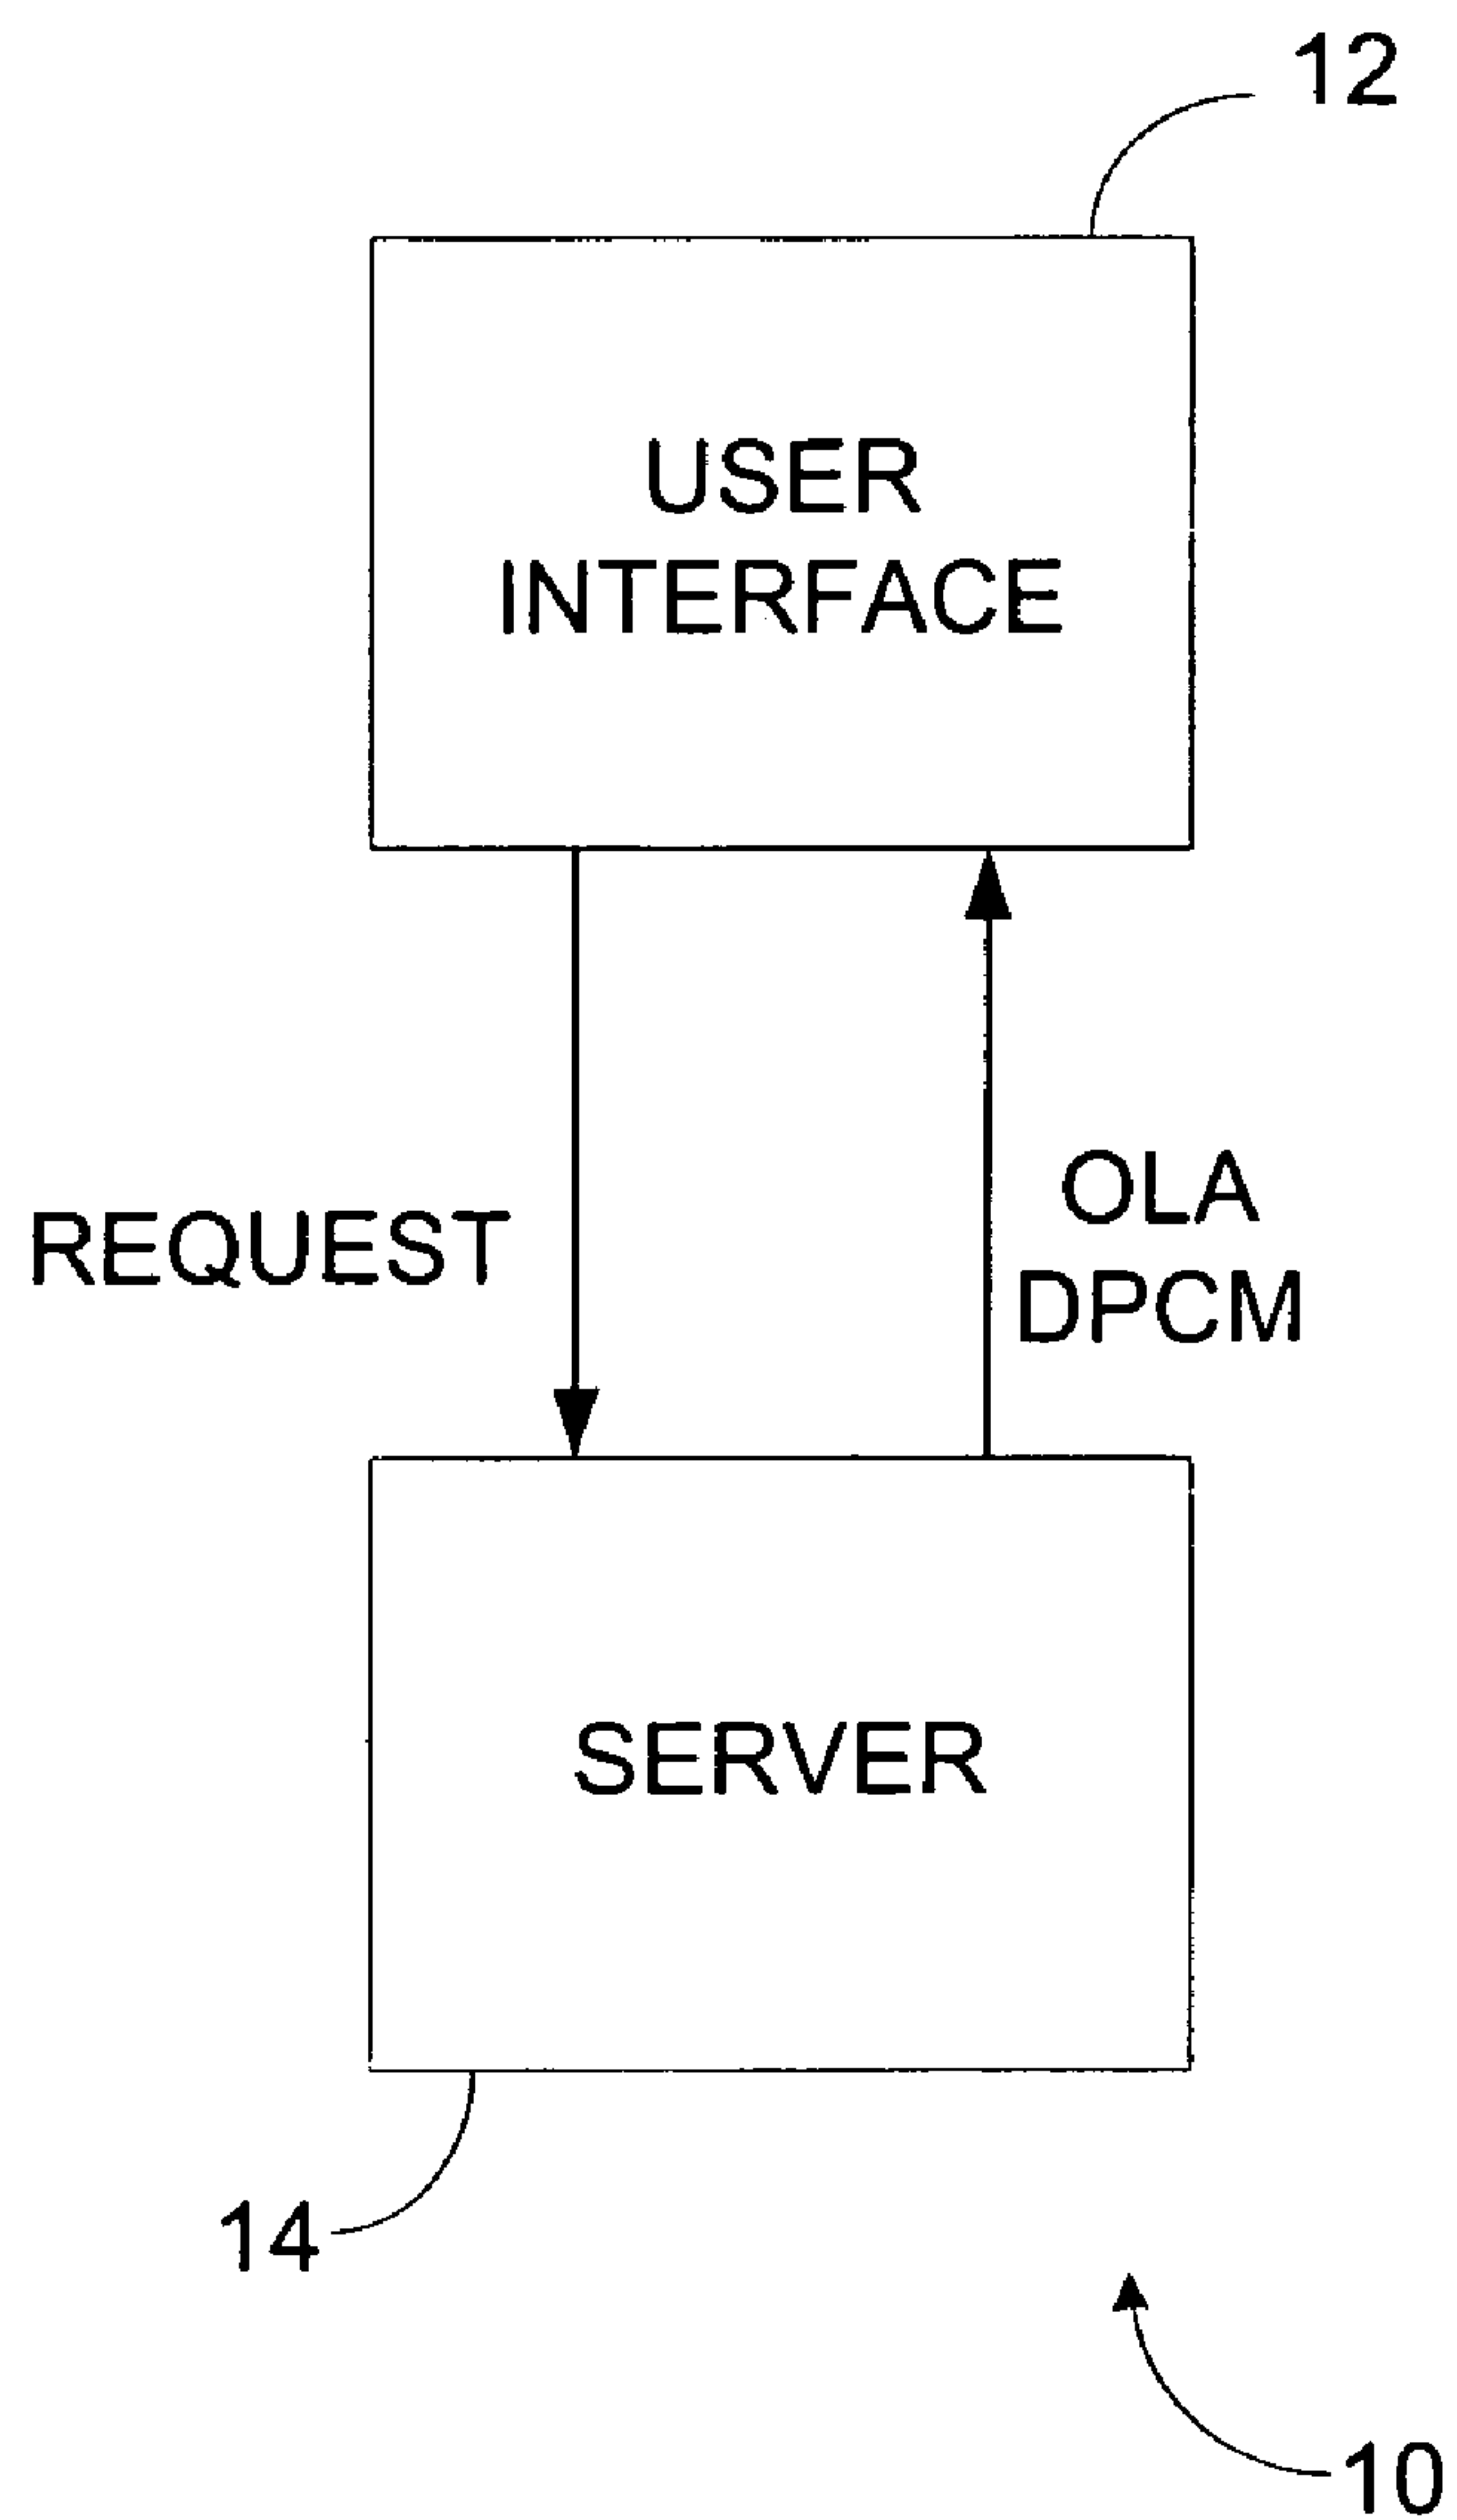 12
USER
INTERFACE
REQUEST
OLA
DPCM
SERVER
14
10